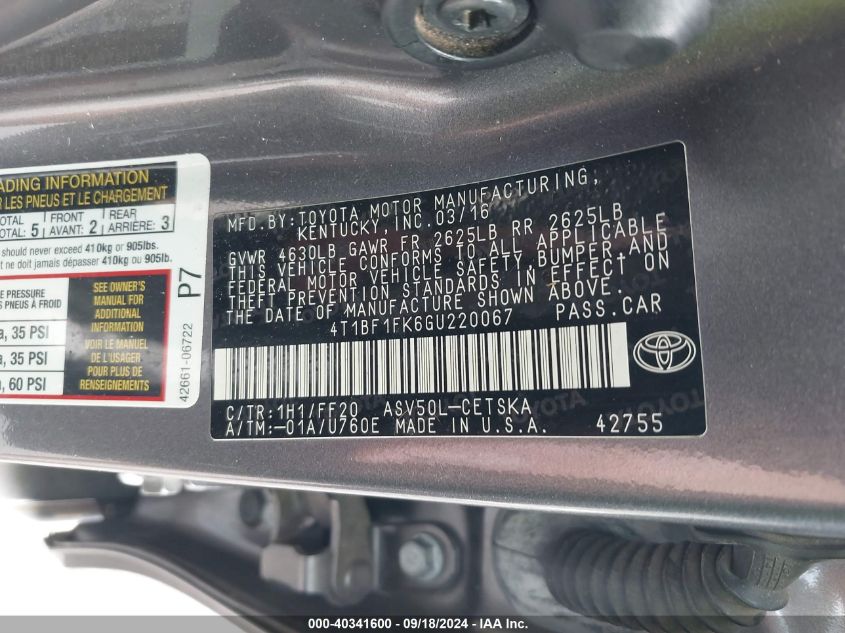 ADING INFORMATION
LES PNEUS ET LE CHARGEMENT
TOTAL 5 FRONT 2 REAR 3
TOTAL: AVANT: ARRIÈRE:
should never exceed 410kg or 905lbs.
ne doit jamais dépasser 410kg ou 905lb.
E PRESSURE
S PNEUS À FROID
a, 35 PSI
a, 35 PSI
, 60 PSI
SEE OWNER'S
MANUAL FOR
ADDITIONAL
INFORMATION
VOIR LE
MANUEL DE
L'USAGER
POUR PLUS DE
RENSEIGNEMENTS
P7
42661-06722
MFD.BY:TOYOTA MOTOR MANUFACTURING,
KENTUCKY, INC.03/16
GVWR 4630LB GAWR FR 2625LB RR 2625LB
THIS VEHICLE CONFORMS TO ALL APPLICABLE
FEDERAL MOTOR VEHICLE SAFETY,BUMPER,AND
THEFT PREVENTION STANDARDS IN EFFECT ON
THE DATE OF MANUFACTURE SHOWN ABOVE.
4T1BF1FK6GU220067 PASS.CAR
C/TR:1H1/FF20 ASV50L-CETSKA
A/TM:-01A/U760E MADE IN U.S.A. 42755
000-40341600 - 09/18/2024 - IAA Inc.